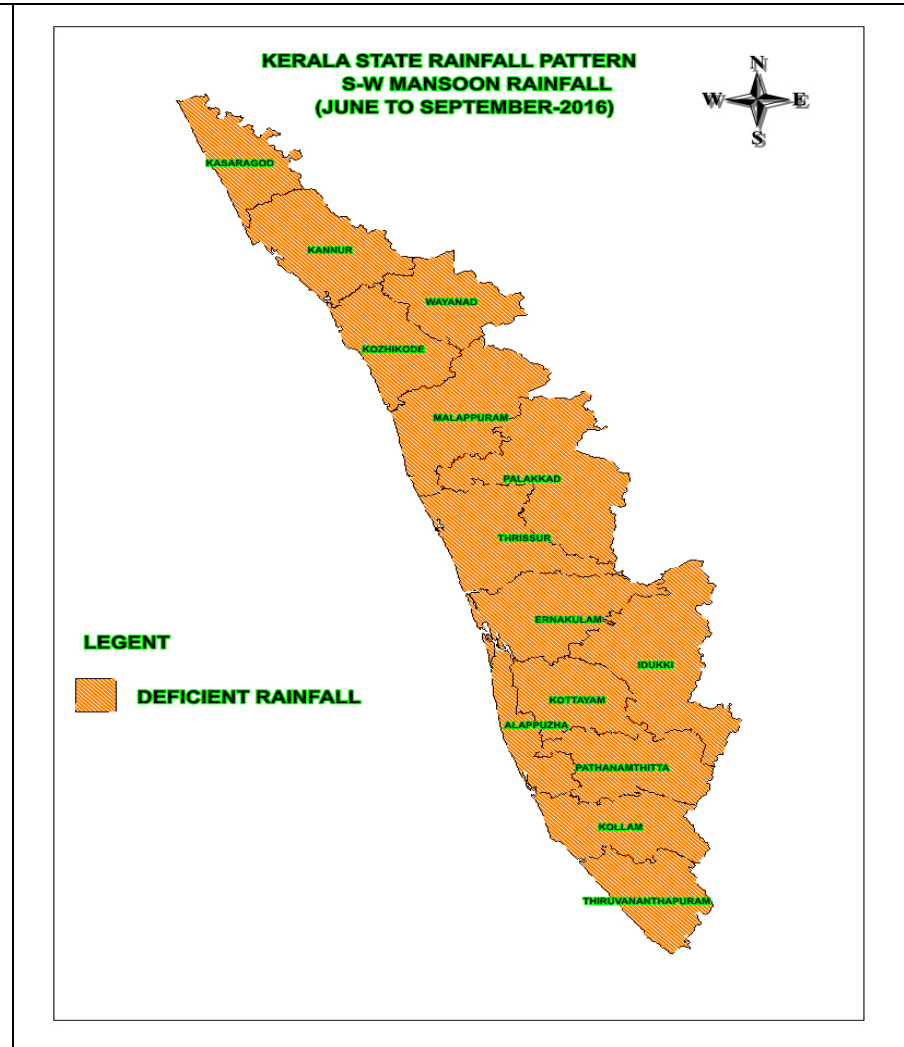 KERALA STATE RAINFALL PATTERN
S-W MANSOON RAINFALL
(JUNE TO SEPTEMBER-2016)
N
W E
S
KASARAGOD
KANNUR
WAYANAD
KOZHIKODE
MALAPPURAM
PALAKKAD
THRISSUR
ERNAKULAM
LEGENT
IDUKKI
DEFICIENT RAINFALL
KOTTAYAM
ALAPPUZHA
PATHANAMTHITTA
KOLLAM
THIRUVANANTHAPURAM